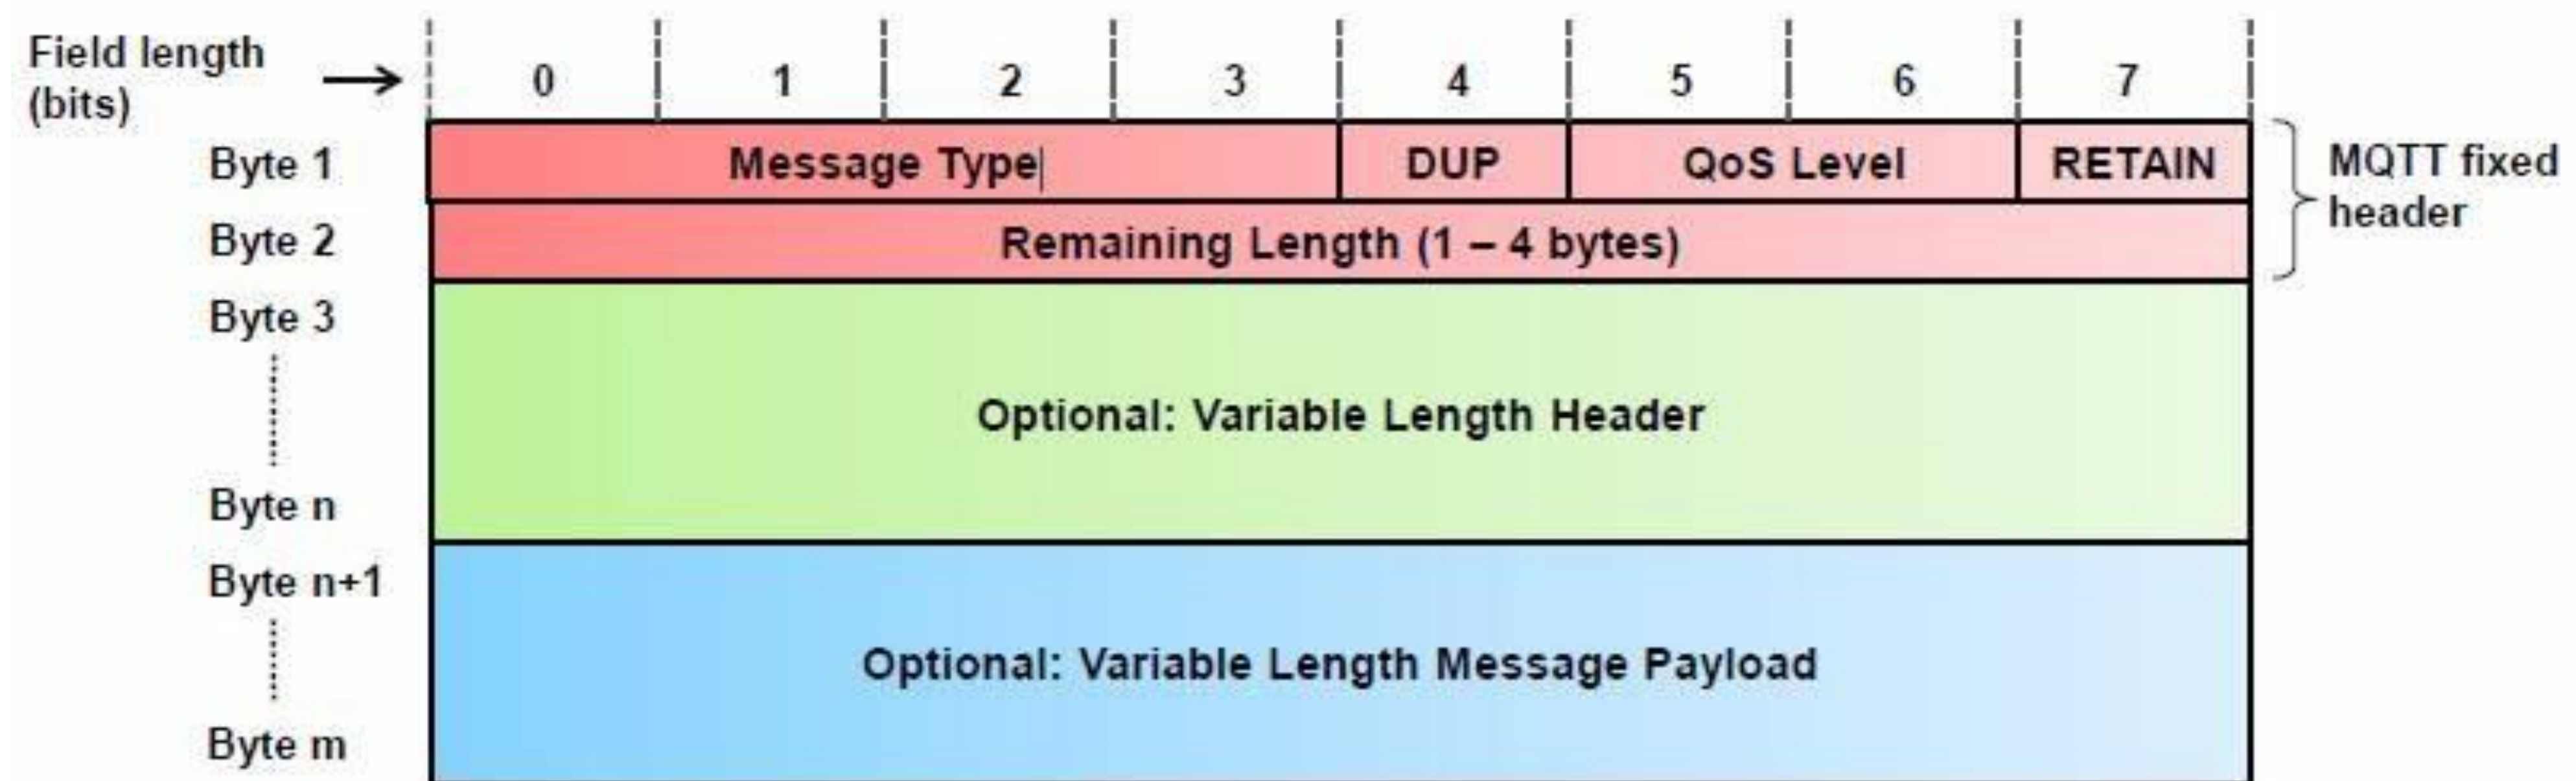 Field length
(bits)
0 1 2 3 4 5 6 7
Byte 1 Message Type DUP QoS Level RETAIN
MQTT fixed
header
Byte 2 Remaining Length (1 – 4 bytes)
Byte 3
Optional: Variable Length Header
Byte n
Byte n+1
Optional: Variable Length Message Payload
Byte m